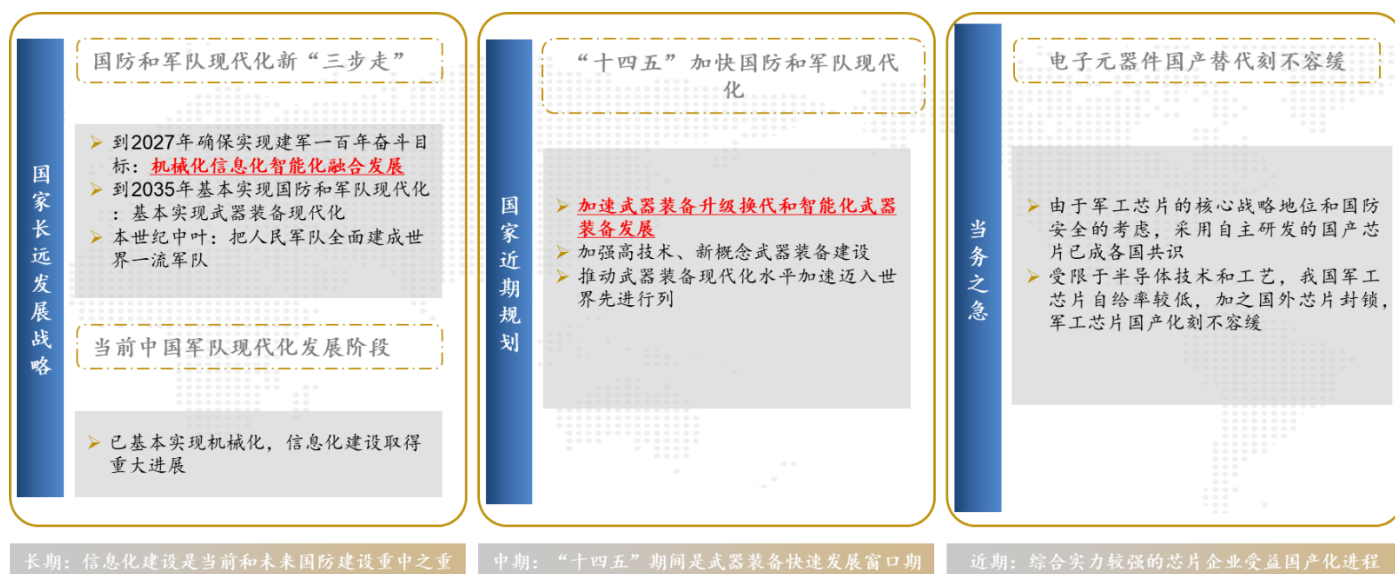 国家长远发展战略
国防和军队现代化新“三步走”
➢ 到2027年确保实现建军一百年奋斗目
标：机械化信息化智能化融合发展
➢ 到2035年基本实现国防和军队现代化
：基本实现武器装备现代化
➢ 本世纪中叶：把人民军队全面建成世
界一流军队
当前中国军队现代化发展阶段
➢ 已基本实现机械化，信息化建设取得
重大进展
长期：信息化建设是当前和未来国防建设重中之重
国家近期规划
“十四五”加快国防和军队现代
化
➢ 加速武器装备升级换代和智能化武器
装备发展
➢ 加强高技术、新概念武器装备建设
➢ 推动武器装备现代化水平加速迈入世
界先进行列
中期：“十四五”期间是武器装备快速发展窗口期
当务之急
电子元器件国产替代刻不容缓
➢ 由于军工芯片的核心战略地位和国防
安全的考虑，采用自主研发的国产芯
片已成各国共识
➢ 受限于半导体技术和工艺，我国军工
芯片自给率较低，加之国外芯片封锁，
军工芯片国产化刻不容缓
近期：综合实力较强的芯片企业受益国产化进程